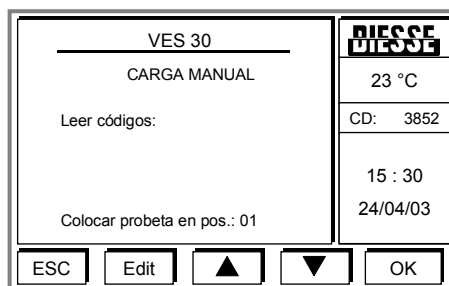 VES 30
CARGA MANUAL
Leer códigos:
Colocar probeta en pos.: 01
DIESSE
23 °C
CD: 3852
15 : 30
24/04/03
ESC Edit ▲ ▼ OK